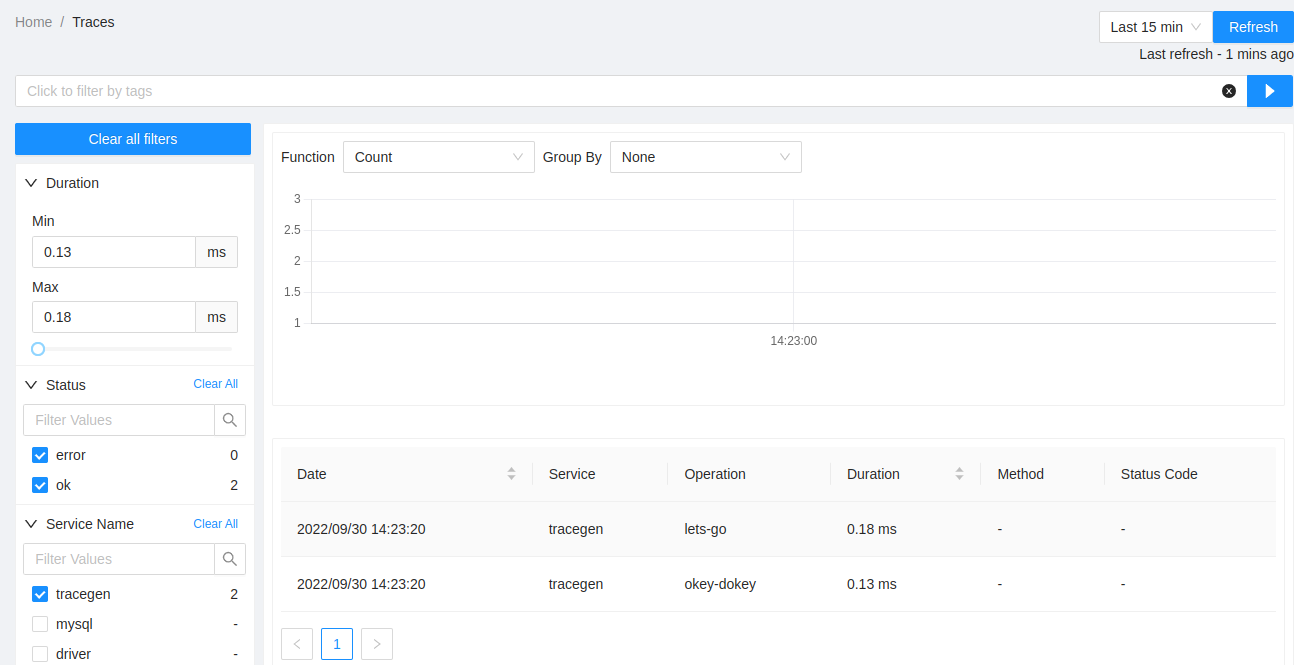 Home / Traces
Last 15 min
Refresh
Last refresh - 1 mins ago
Click to filter by tags
Clear all filters
Duration
Min
0.13 ms
Max
0.18 ms
Status Clear All
Filter Values
error 0
ok 2
Service Name Clear All
Filter Values
tracegen 2
mysql -
driver -
Function Count Group By None
3
2.5
2
1.5
1
14:23:00
Date Service Operation Duration Method Status Code
2022/09/30 14:23:20 tracegen lets-go 0.18 ms - -
2022/09/30 14:23:20 tracegen okey-dokey 0.13 ms - -
< 1 >